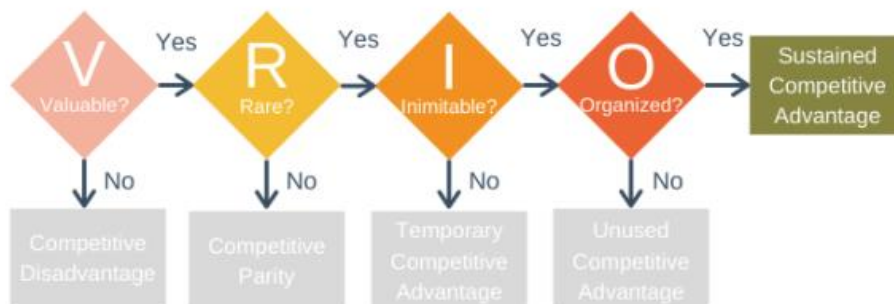 V
Valuable?
Yes
R
Rare?
Yes
I
Inimitable?
Yes
O
Organized?
Yes
Sustained
Competitive
Advantage
No
No
No
No
Competitive
Disadvantage
Competitive
Parity
Temporary
Competitive
Advantage
Unused
Competitive
Advantage